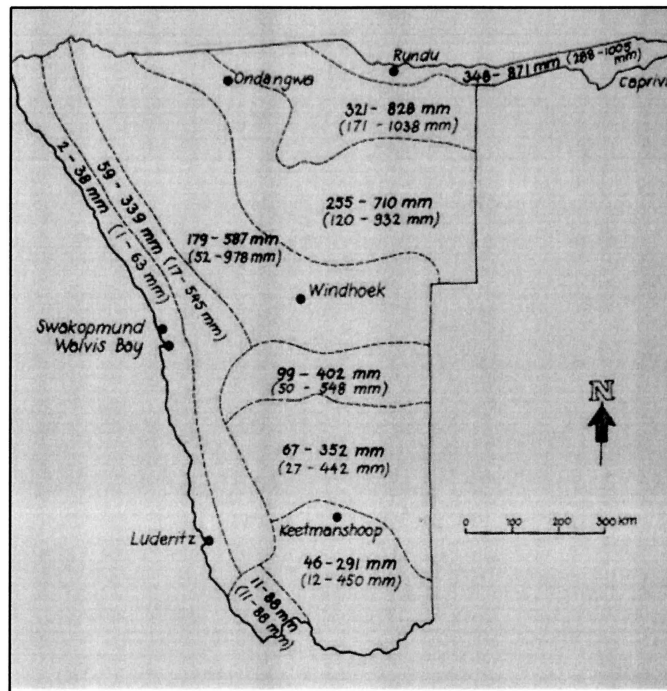 Rundu
348 - 871 mm (288 - 1005 mm)
Caprivi
Ondangwa
321 - 828 mm
(171 - 1038 mm)
2 - 38 mm (1 - 63 mm)
59 - 339 mm (17 - 545 mm)
255 - 710 mm
(120 - 932 mm)
179 - 587 mm
(52 - 978 mm)
Windhoek
Swakopmund
Walvis Bay
99 - 402 mm
(50 - 548 mm)
N
67 - 352 mm
(27 - 442 mm)
Keetmanshoop
0 100 200 300 km
Luderitz
46 - 291 mm
(12 - 450 mm)
11 - 88 mm
(11 - 88 mm)